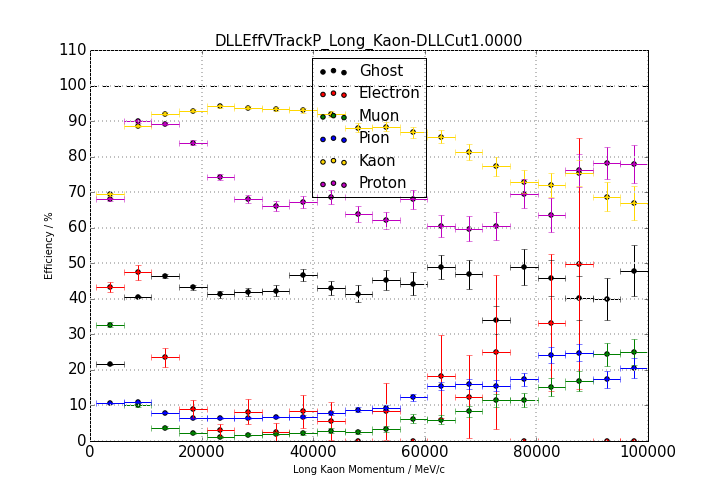 DLLEffVTrackP_Long_Kaon-DLLCut1.0000
110
100
90
80
70
60
50
40
30
20
10
0
Efficiency / %
Ghost
Electron
Muon
Pion
Kaon
Proton
0 20000 40000 60000 80000 100000
Long Kaon Momentum / MeV/c